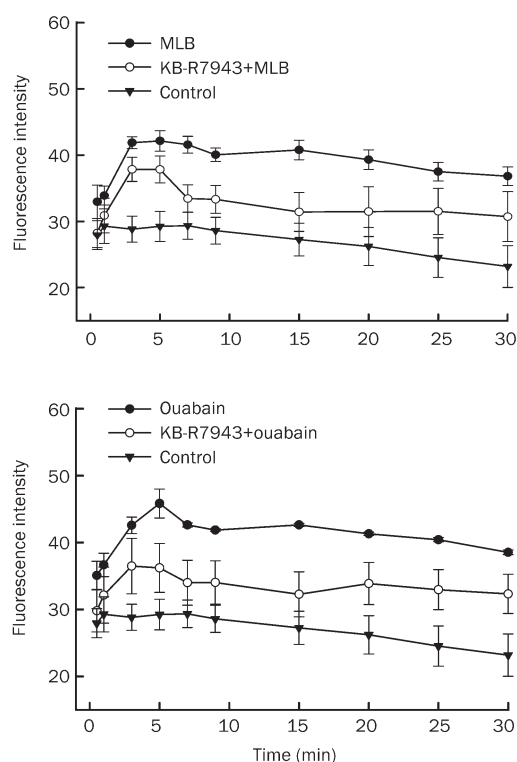 60
MLB
KB-R7943+MLB
Control
50
40
30
20
Fluorescence intensity
0 5 10 15 20 25 30
60
Ouabain
KB-R7943+ouabain
Control
50
40
30
20
Fluorescence intensity
0 5 10 15 20 25 30
Time (min)